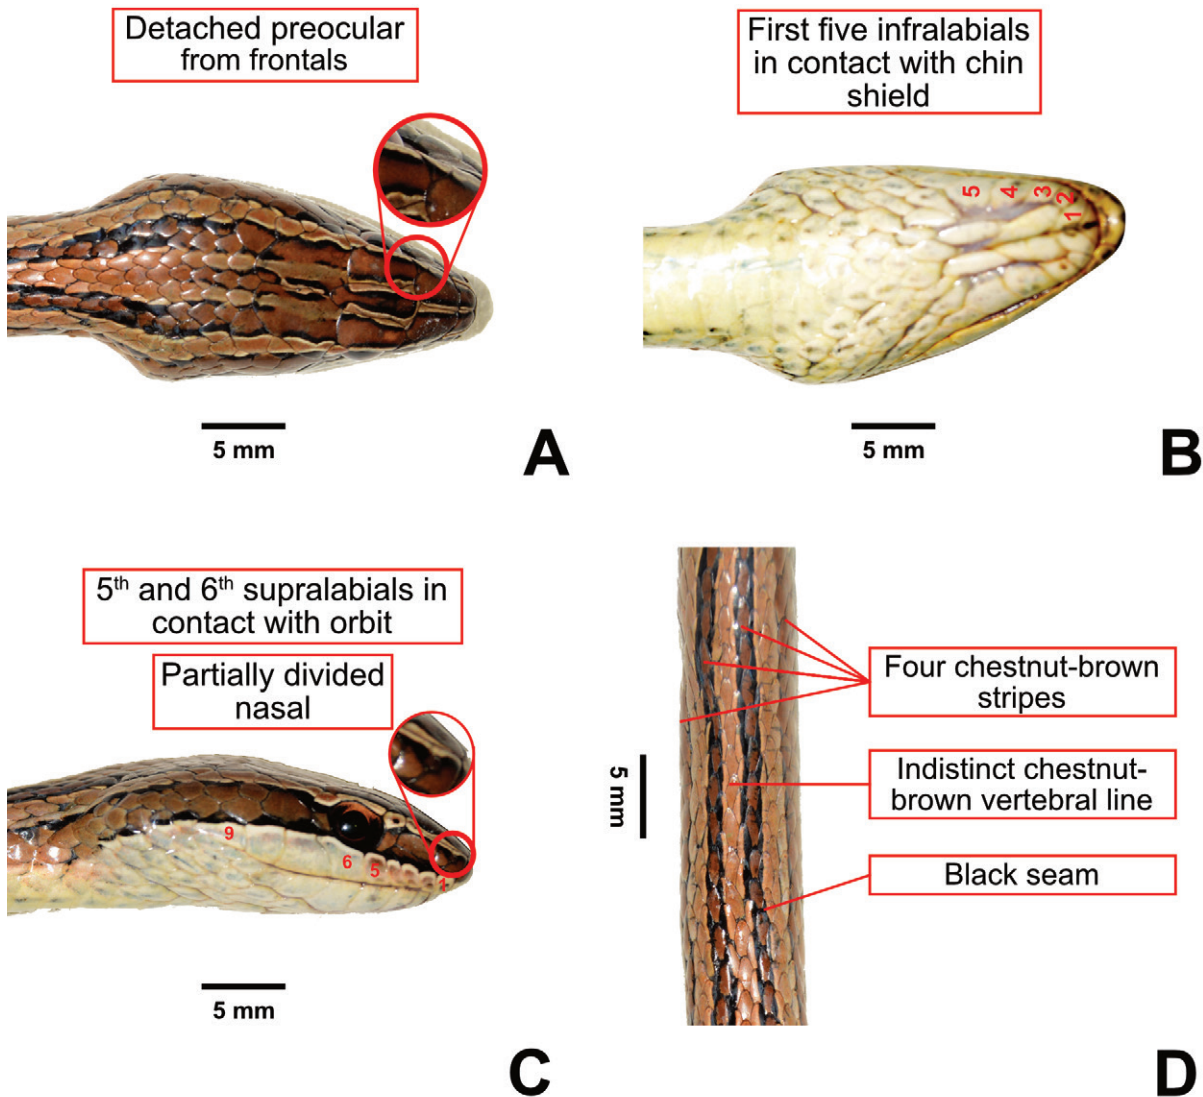 Detached preocular
from frontals
5 mm
A
First five infralabials
in contact with chin
shield
5
4
3
2
1
5 mm
B
5th and 6th supralabials in
contact with orbit
Partially divided
nasal
9
6
5
1
5 mm
C
Four chestnut-brown
stripes
Indistinct chestnut-
brown vertebral line
Black seam
5 mm
D